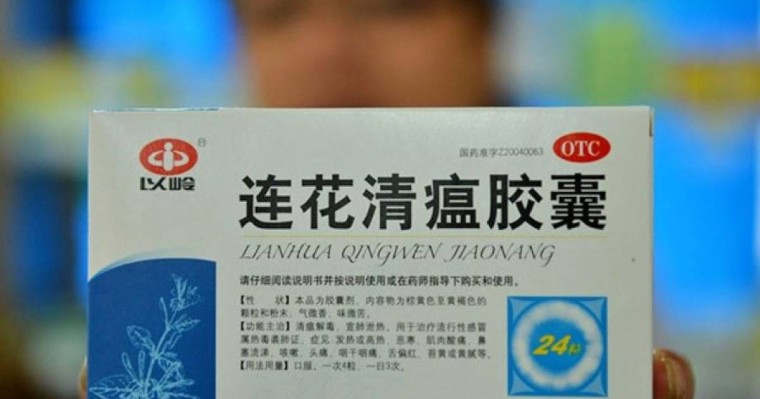 国药准字Z20040063
OTC
®
以岭
连花清瘟胶囊
LIANHUA QINGWEN JIAONANG
请仔细阅读说明书并按说明使用或在药师指导下购买和使用。
【性　状】本品为胶囊剂,内容物为棕黄色至黄褐色的
颗粒和粉末;气微香,味微苦。
【功能主治】清瘟解毒,宣肺泄热。用于治疗流行性感冒
属热毒袭肺证,症见:发热或高热,恶寒,肌肉酸痛,鼻
塞流涕,咳嗽,头痛,咽干咽痛,舌偏红,苔黄或黄腻等。
【用法用量】口服。一次4粒,一日3次。
24粒